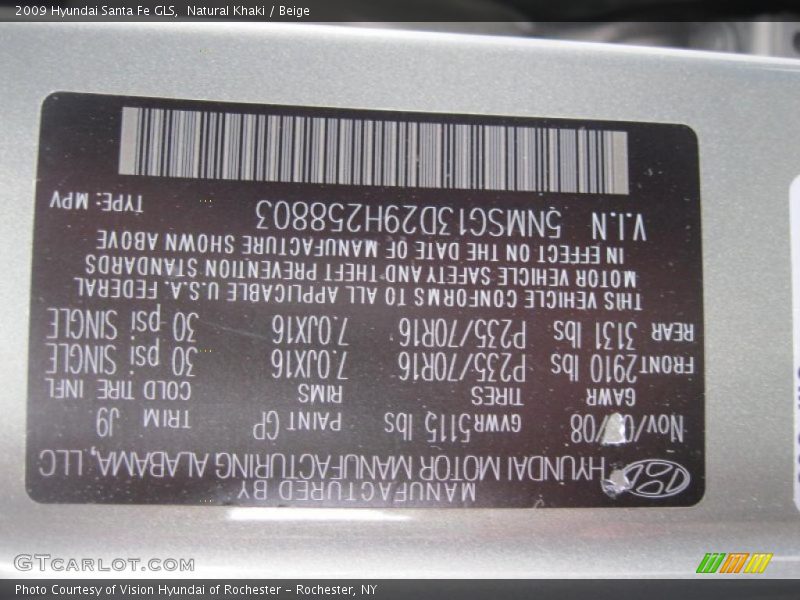 2009 Hyundai Santa Fe GLS, Natural Khaki / Beige
MANUFACTURED BY
HYUNDAI MOTOR MANUFACTURING ALABAMA, LLC
Nov/ /08 GVWR 5115 lbs PAINT GP TRIM J9
GAWR TIRES RIMS COLD TIRE INFL
FRONT 2910 lbs P235/70R16 7.0JX16 30 psi SINGLE
REAR 3131 lbs P235/70R16 7.0JX16 30 psi SINGLE
THIS VEHICLE CONFORMS TO ALL APPLICABLE U.S.A. FEDERAL
MOTOR VEHICLE SAFETY AND THEFT PREVENTION STANDARDS
IN EFFECT ON THE DATE OF MANUFACTURE SHOWN ABOVE
V.I.N 5NMSG13D29H258803 TYPE: MPV
GTCARLOT.COM
Photo Courtesy of Vision Hyundai of Rochester - Rochester, NY